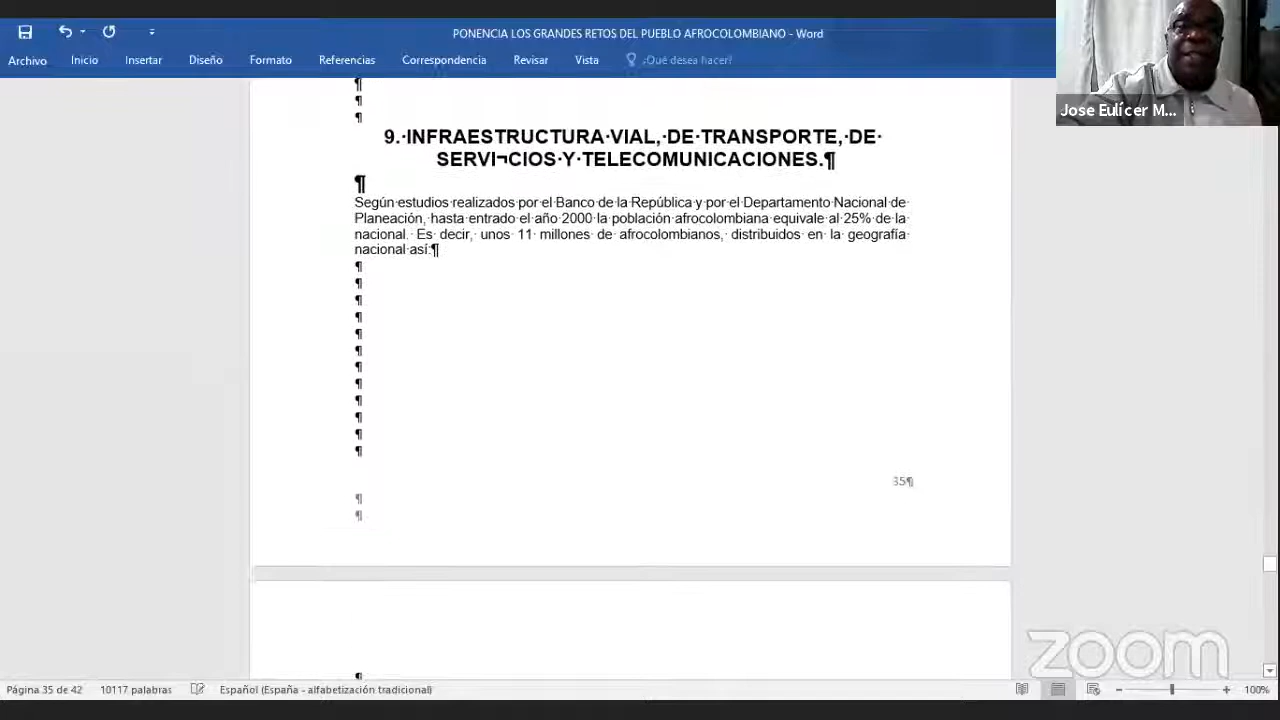 PONENCIA LOS GRANDES RETOS DEL PUEBLO AFROCOLOMBIANO - Word
Archivo Inicio Insertar Diseño Formato Referencias Correspondencia Revisar Vista ¿Qué desea hacer?
Jose Eulícer M...
9. INFRAESTRUCTURA VIAL, DE TRANSPORTE, DE
SERVI¬CIOS Y TELECOMUNICACIONES.¶
Según estudios realizados por el Banco de la República y por el Departamento Nacional de
Planeación, hasta entrado el año 2000 la población afrocolombiana equivale al 25% de la
nacional. Es decir, unos 11 millones de afrocolombianos, distribuidos en la geografía
nacional así:¶
35¶
zoom
Página 35 de 42 10117 palabras Español (España - alfabetización tradicional) 100%